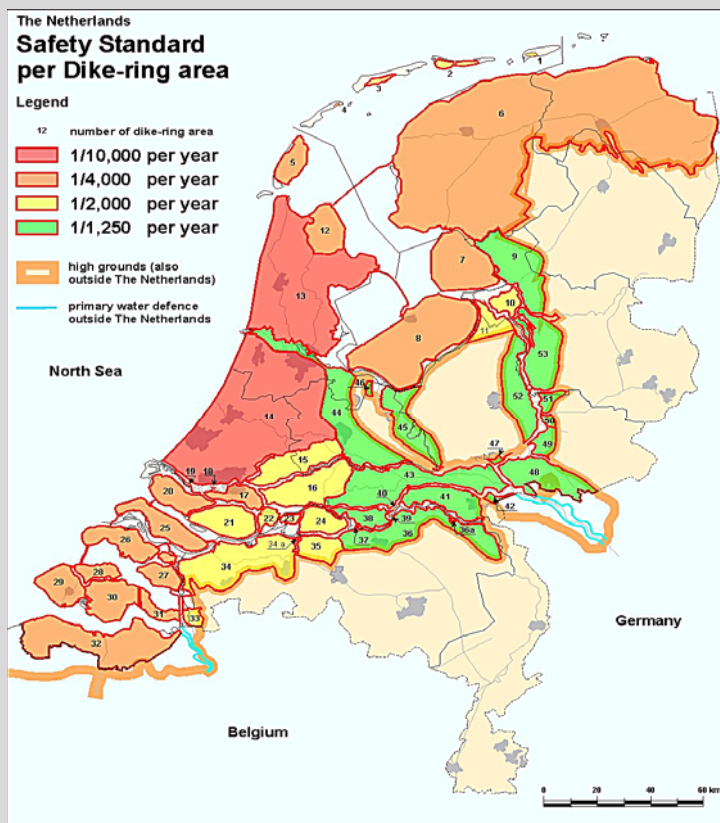 The Netherlands
Safety Standard
per Dike-ring area
Legend
12 number of dike-ring area
1/10,000 per year
1/4,000 per year
1/2,000 per year
1/1,250 per year
high grounds (also
outside The Netherlands)
primary water defence
outside The Netherlands
North Sea
Germany
Belgium
1
2
3
4
5
6
7
8
9
10
11
12
13
14
15
16
17
18
19
20
21
22
23
24
25
26
27
28
29
30
31
32
33
34
34 a
35
36
36a
37
38
39
40
41
42
43
44
45
46
47
48
49
50
51
52
53
0 20 40 60 km